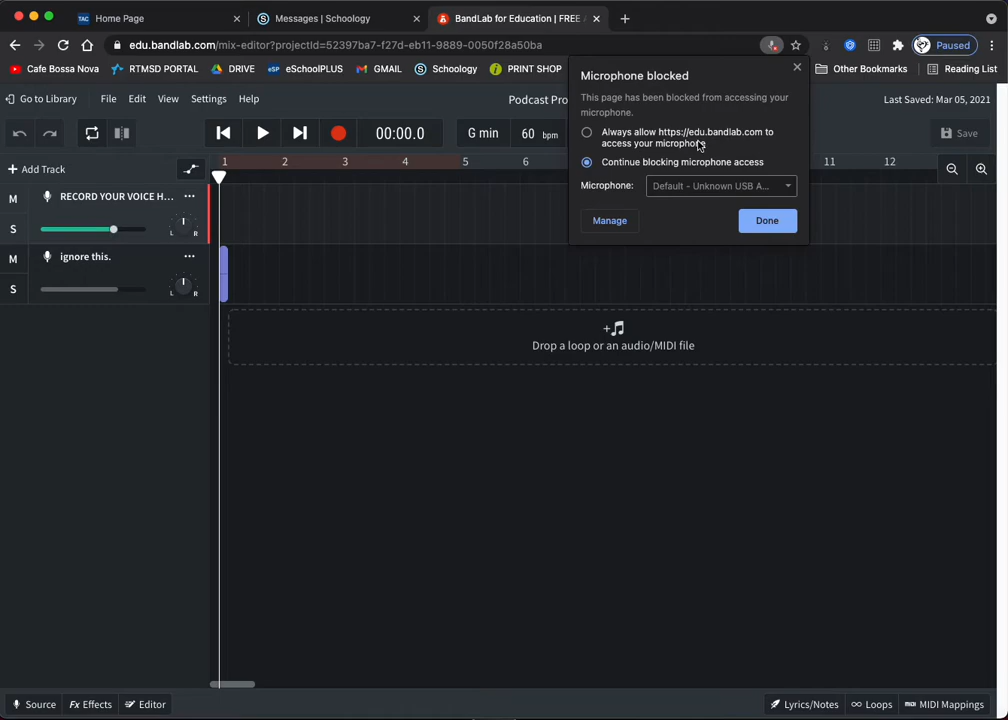 TAC Home Page
S Messages | Schoology
BandLab for Education | FREE
edu.bandlab.com/mix-editor?projectId=52397ba7-f27d-eb11-9889-0050f28a50ba
Paused
Cafe Bossa Nova
RTMSD PORTAL
DRIVE
eSP eSchoolPLUS
GMAIL
S Schoology
PRINT SHOP
Other Bookmarks
Reading List
Go to Library
File Edit View Settings Help
Podcast Pro
Last Saved: Mar 05, 2021
00:00.0
G min
60 bpm
Save
Add Track
1 2 3 4 5 6 11 12
M RECORD YOUR VOICE H... ...
S L R
M ignore this. ...
S L R
Microphone blocked
This page has been blocked from accessing your
microphone.
Always allow https://edu.bandlab.com to
access your microphone
Continue blocking microphone access
Microphone: Default - Unknown USB A...
Manage Done
Drop a loop or an audio/MIDI file
Source Fx Effects Editor
Lyrics/Notes Loops MIDI MIDI Mappings